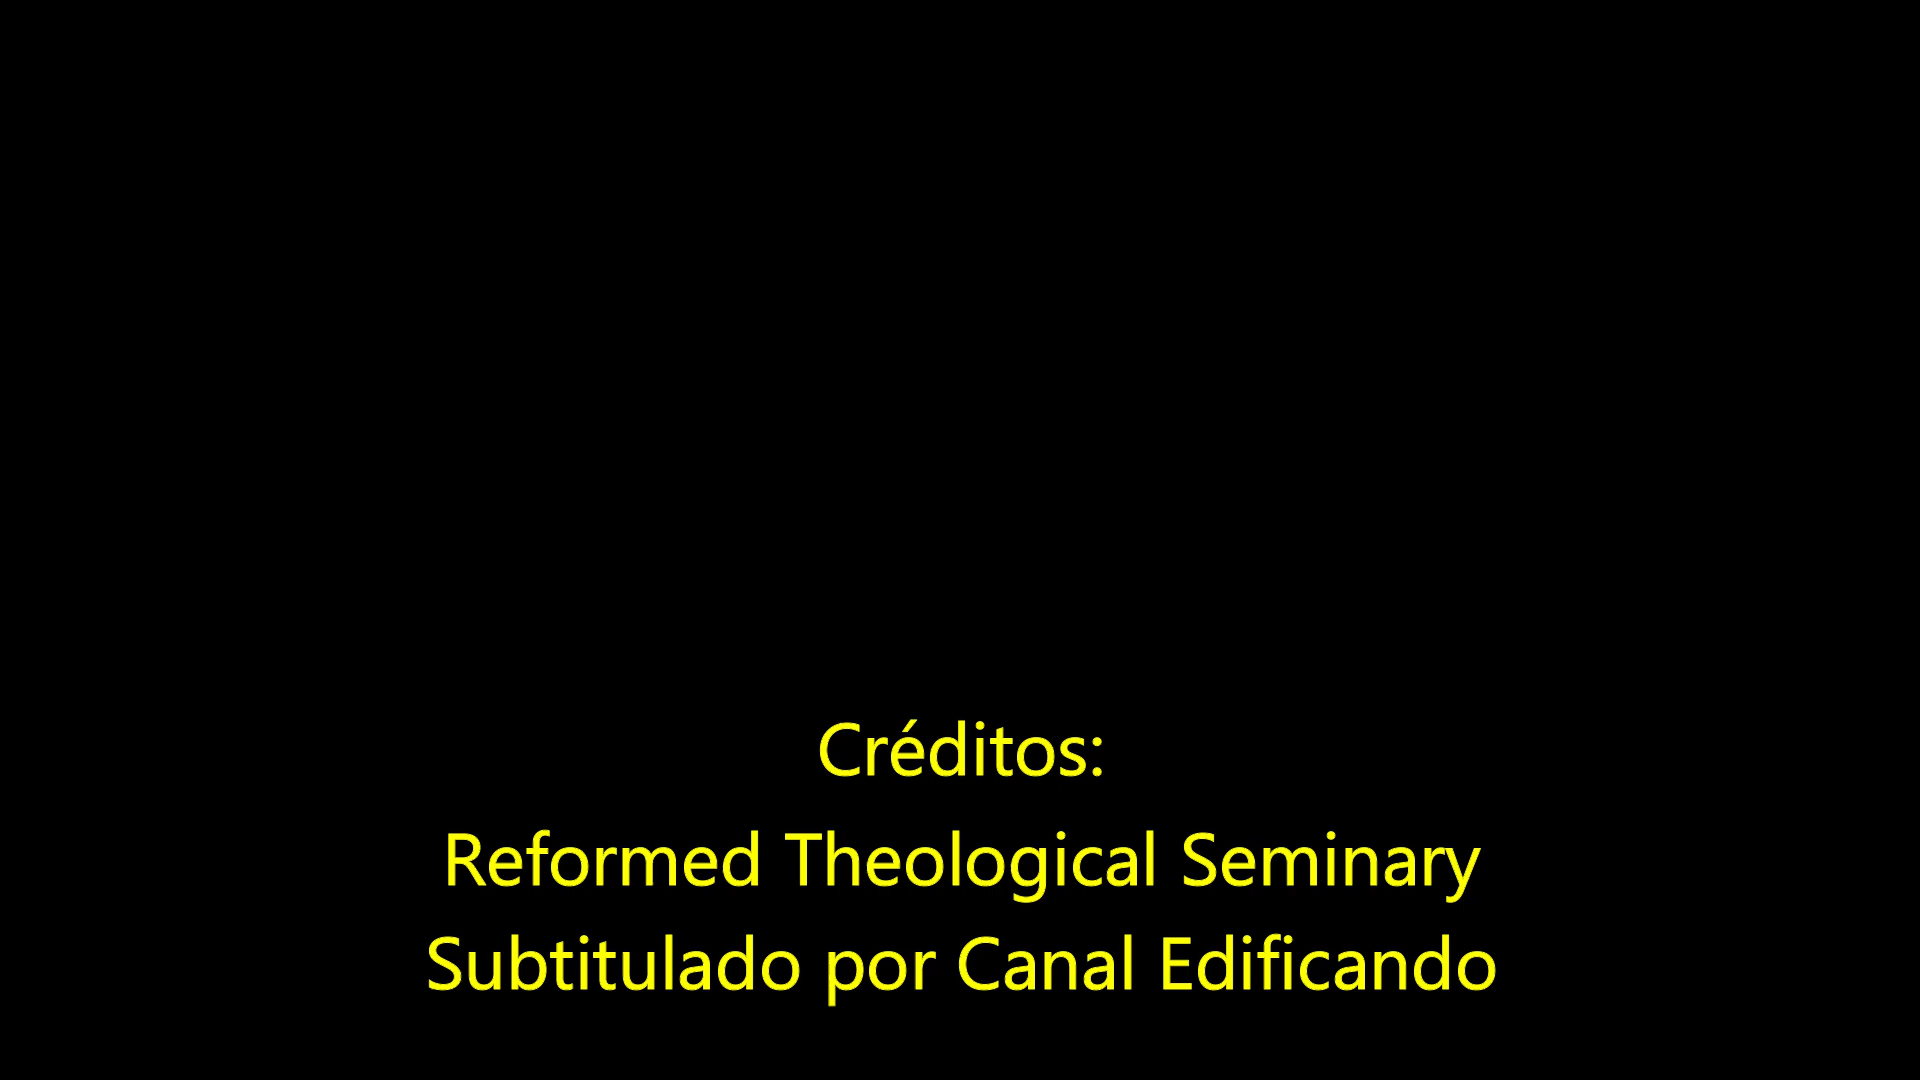 Créditos:
Reformed Theological Seminary
Subtitulado por Canal Edificando